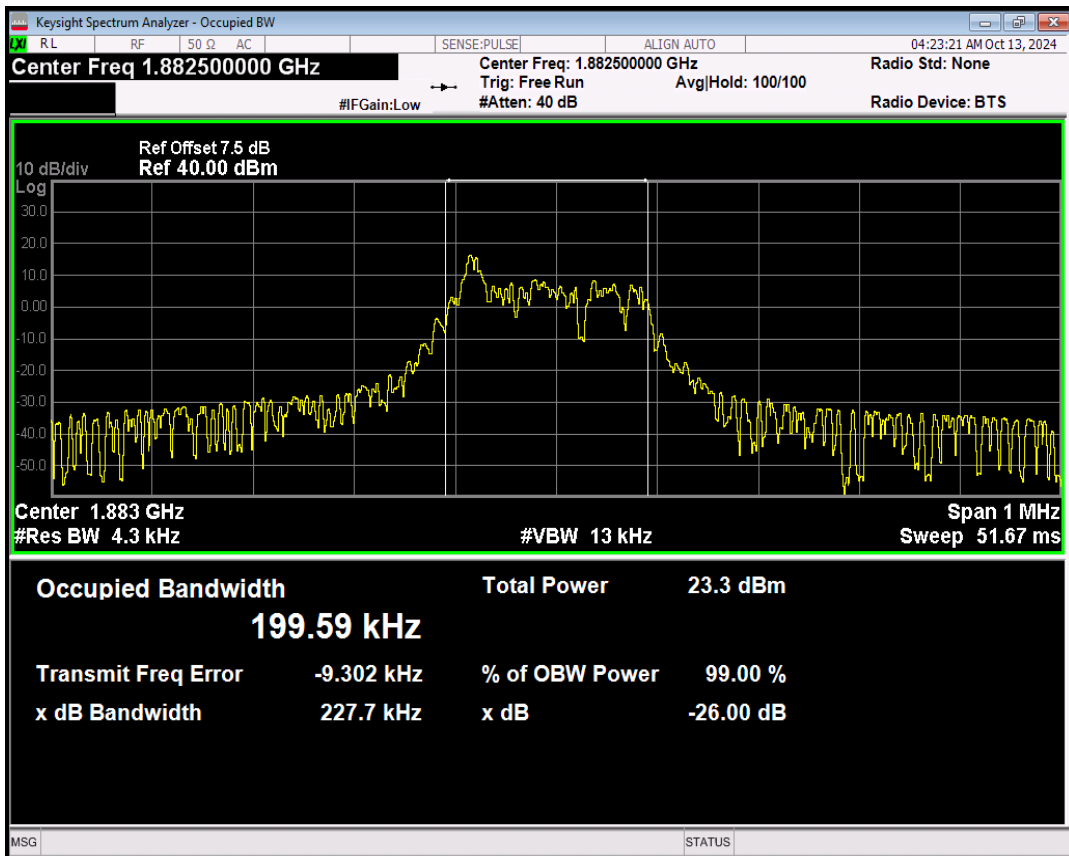 Keysight Spectrum Analyzer - Occupied BW
LXI RL RF 50 Ω AC SENSE:PULSE ALIGN AUTO 04:23:21 AM Oct 13, 2024
Center Freq 1.882500000 GHz Center Freq: 1.882500000 GHz Radio Std: None
Trig: Free Run Avg|Hold: 100/100
#IFGain:Low #Atten: 40 dB Radio Device: BTS
Ref Offset 7.5 dB
10 dB/div Ref 40.00 dBm
Log
30.0
20.0
10.0
0.00
-10.0
-20.0
-30.0
-40.0
-50.0
Center 1.883 GHz Span 1 MHz
#Res BW 4.3 kHz #VBW 13 kHz Sweep 51.67 ms
Occupied Bandwidth Total Power 23.3 dBm
199.59 kHz
Transmit Freq Error -9.302 kHz % of OBW Power 99.00 %
x dB Bandwidth 227.7 kHz x dB -26.00 dB
MSG STATUS